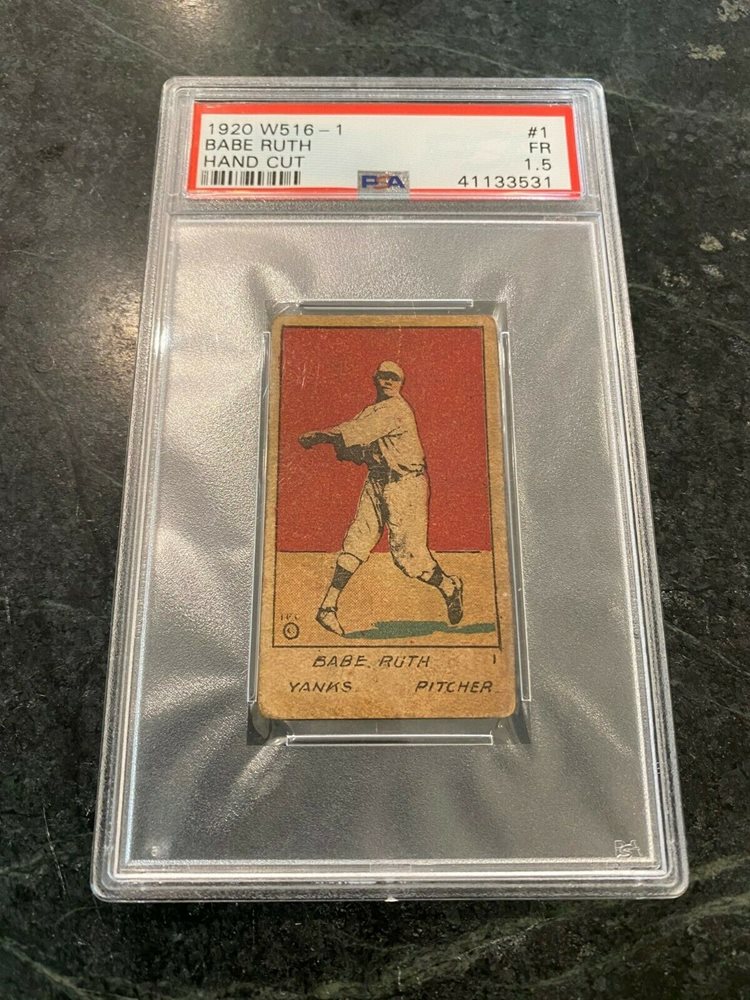 1920 W516-1 #1
BABE RUTH FR
HAND CUT 1.5
PSA 41133531
©
BABE RUTH 1
YANKS. PITCHER.